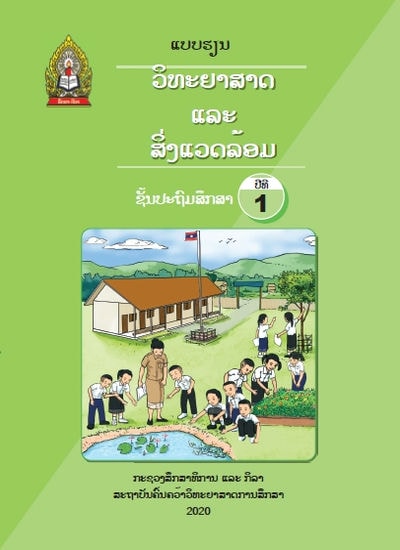 ແບບຮຽນ
ວິທະຍາສາດ
ແລະ
ສິ່ງແວດລ້ອມ
ຊັ້ນປະຖົມສຶກສາ
ປີທີ
1
ກະຊວງສຶກສາທິການ ແລະ ກິລາ
ສະຖາບັນຄົ້ນຄວ້າວິທະຍາສາດການສຶກສາ
2020